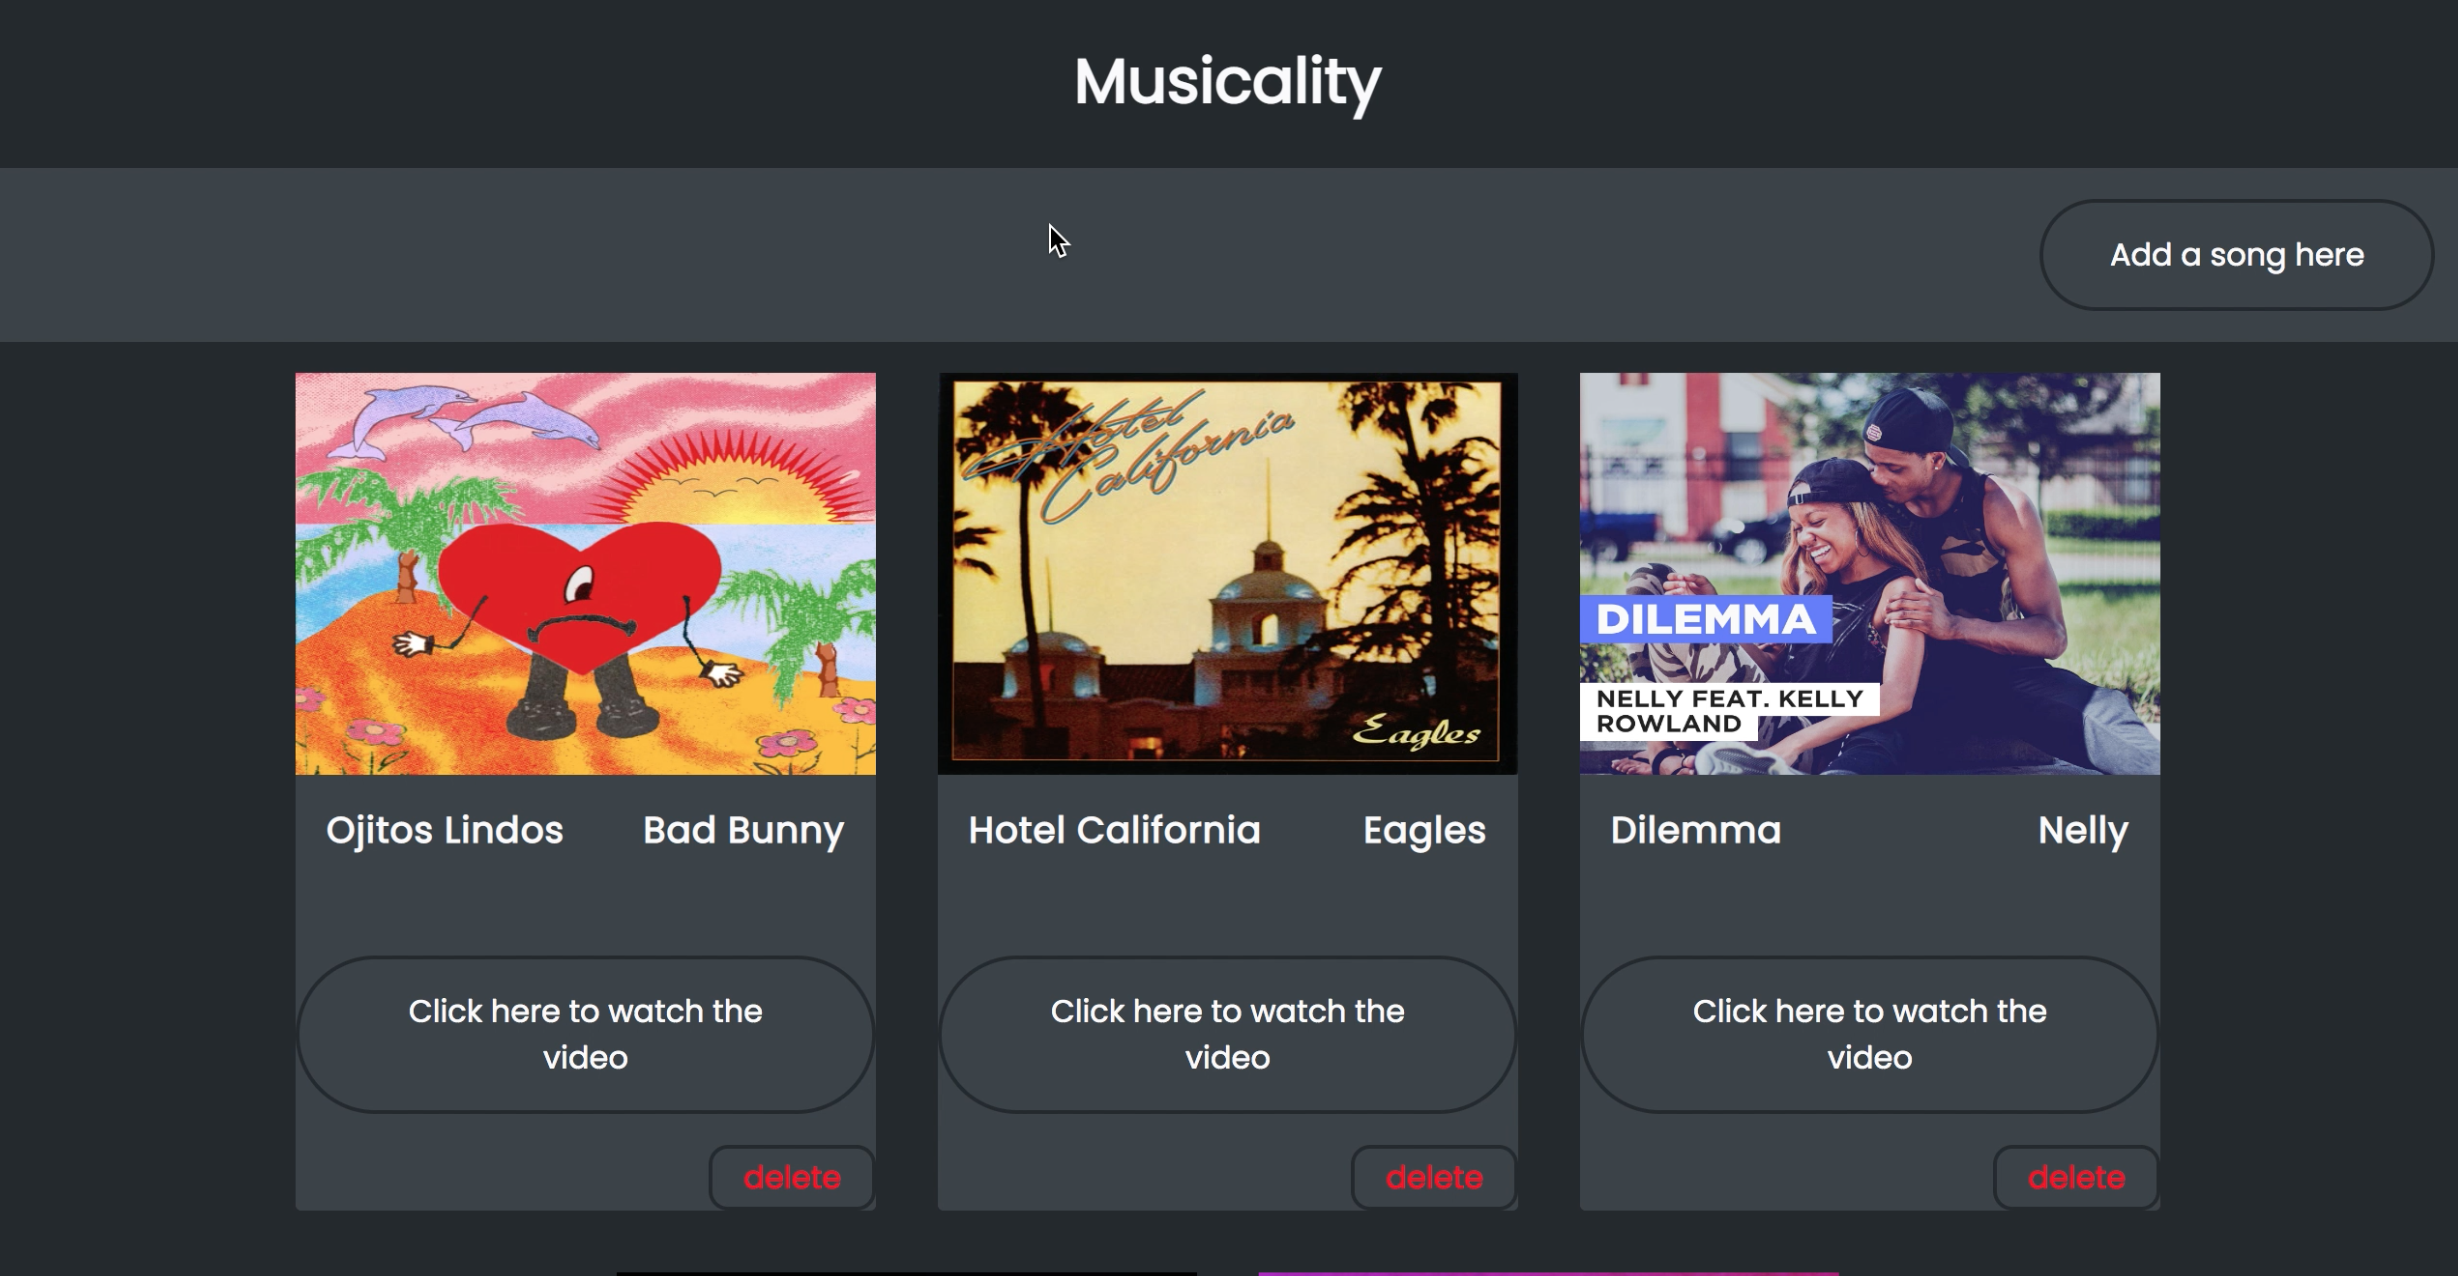 Musicality
Add a song here
Hotel
California
Eagles
DILEMMA
NELLY FEAT. KELLY
ROWLAND
Ojitos Lindos Bad Bunny
Hotel California Eagles
Dilemma Nelly
Click here to watch the
video
Click here to watch the
video
Click here to watch the
video
delete
delete
delete